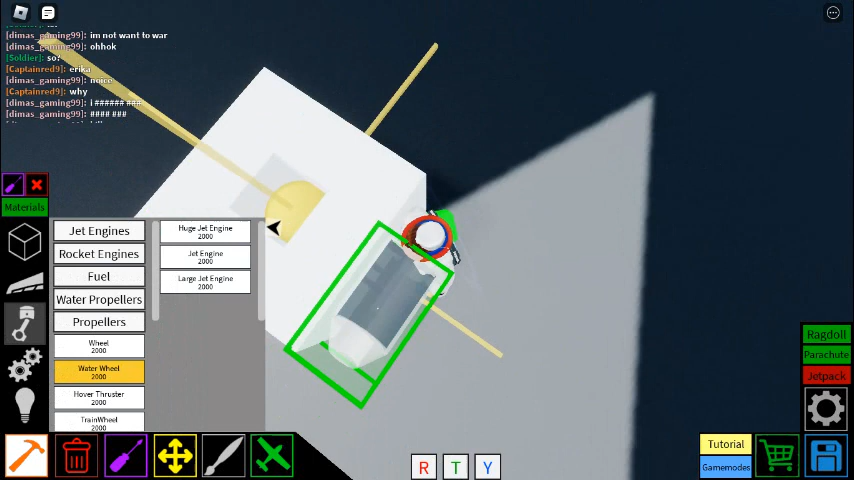 [Soldier]: lol
[dimas_gaming99]: im not want to war
[dimas_gaming99]: ohhok
[Soldier]: so?
[Captainred9]: erika
[dimas_gaming99]: noice
[Captainred9]: why
[dimas_gaming99]: i ###### ###
[dimas_gaming99]: #### ###
Materials
Jet Engines
Rocket Engines
Fuel
Water Propellers
Propellers
Wheel
2000
Water Wheel
2000
Hover Thruster
2000
TrainWheel
2000
Huge Jet Engine
2000
Jet Engine
2000
Large Jet Engine
2000
Ragdoll
Parachute
Jetpack
Tutorial
Gamemodes
R T Y